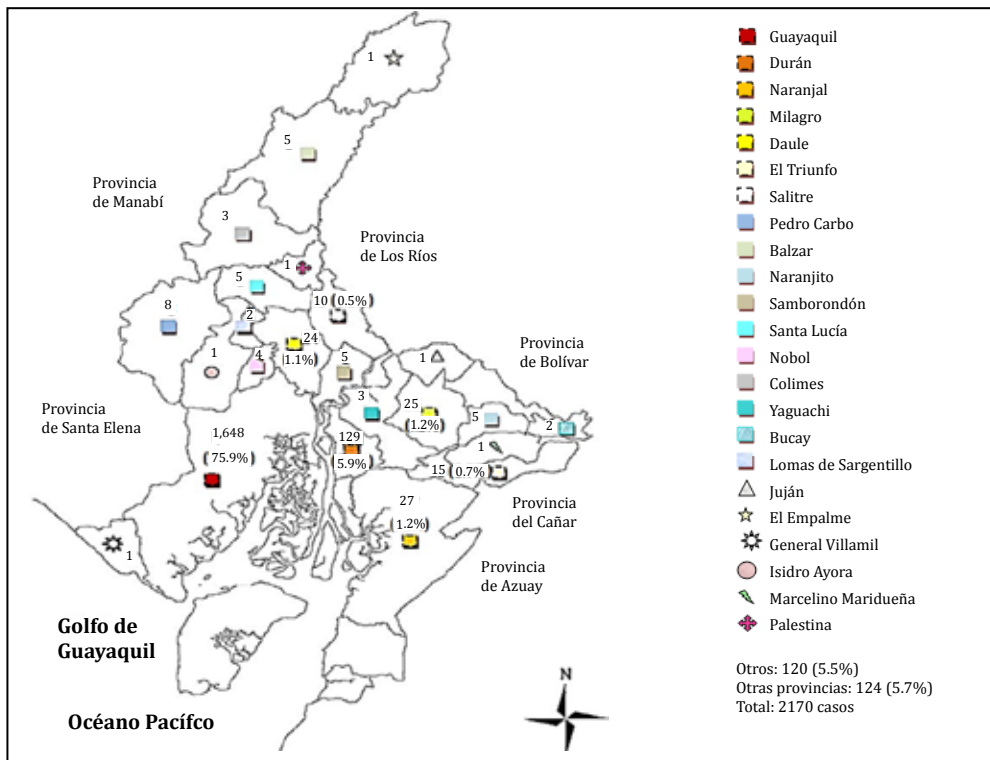 1
5
Provincia
de Manabí
3
Provincia
de Los Ríos
1
5
10 (0.5%)
8
2
24
(1.1%)
1
4
5
1
Provincia
de Bolívar
3
25
(1.2%)
5
2
Provincia
de Santa Elena
1,648
(75.9%)
129
(5.9%)
1
15 (0.7%)
Provincia
del Cañar
27
(1.2%)
1
Provincia
de Azuay
Golfo de
Guayaquil
Océano Pacífco
N
Guayaquil
Durán
Naranjal
Milagro
Daule
El Triunfo
Salitre
Pedro Carbo
Balzar
Naranjito
Samborondón
Santa Lucía
Nobol
Colimes
Yaguachi
Bucay
Lomas de Sargentillo
Juján
El Empalme
General Villamil
Isidro Ayora
Marcelino Maridueña
Palestina
Otros: 120 (5.5%)
Otras provincias: 124 (5.7%)
Total: 2170 casos